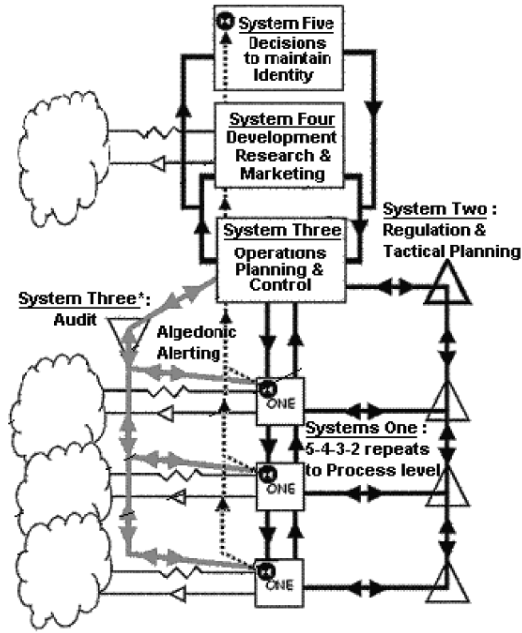 System Five
Decisions
to maintain
Identity
System Four
Development
Research &
Marketing
System Two :
Regulation &
Tactical Planning
System Three
Operations
Planning &
Control
System Three*:
Audit
Algedonic
Alerting
ONE
Systems One :
5-4-3-2 repeats
to Process level
ONE
ONE